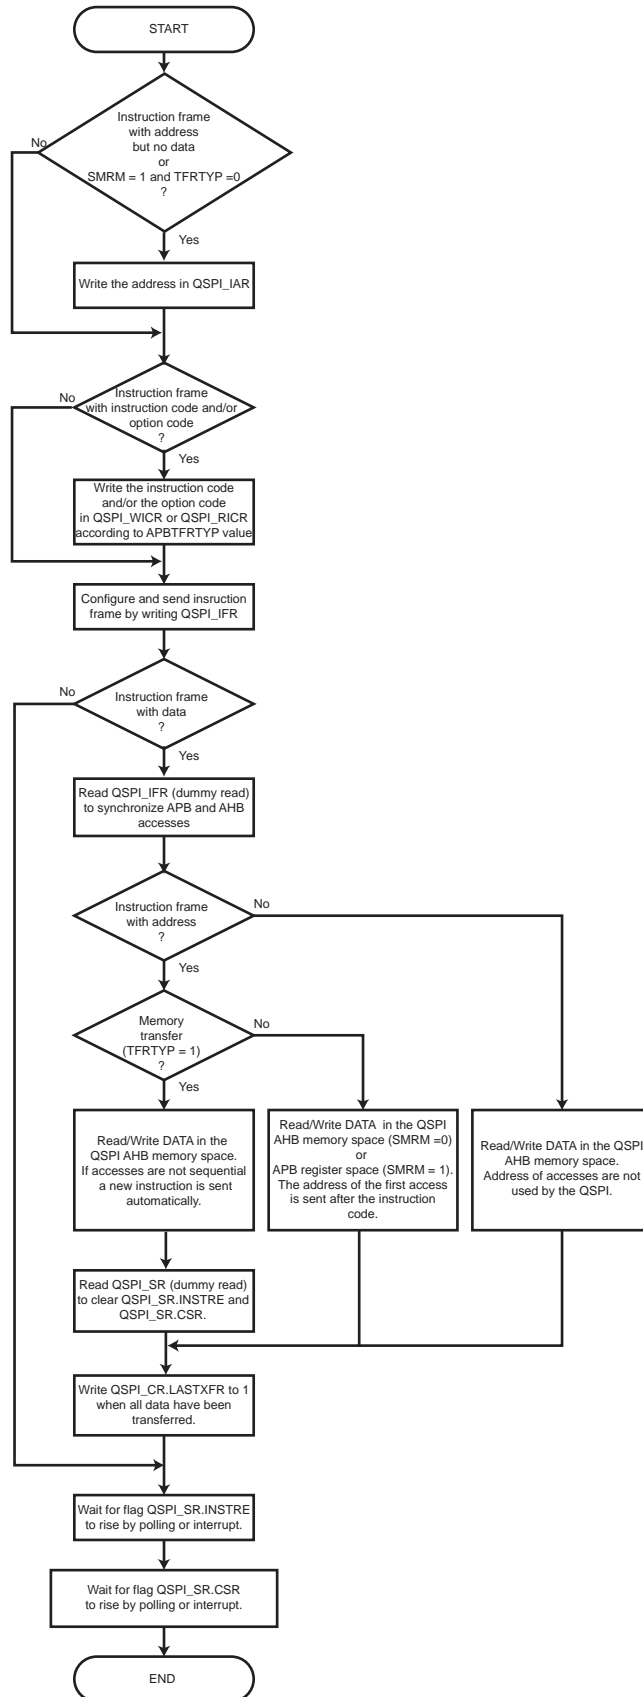 START
Instruction frame
with address
but no data
or
SMRM = 1 and TFRTYP =0
?
No
Yes
Write the address in QSPI_IAR
Instruction frame
with instruction code and/or
option code
?
No
Yes
Write the instruction code
and/or the option code
in QSPI_WICR or QSPI_RICR
according to APBTFRTYP value
Configure and send insruction
frame by writing QSPI_IFR
Instruction frame
with data
?
No
Yes
Read QSPI_IFR (dummy read)
to synchronize APB and AHB
accesses
Instruction frame
with address
?
No
Yes
Memory
transfer
(TFRTYP = 1)
?
No
Yes
Read/Write DATA in the
QSPI AHB memory space.
If accesses are not sequential
a new instruction is sent
automatically.
Read/Write DATA  in the QSPI
AHB memory space (SMRM =0)
or
APB register space (SMRM = 1).
The address of the first access
is sent after the instruction
code.
Read/Write DATA in the QSPI
AHB memory space.
Address of accesses are not
used by the QSPI.
Read QSPI_SR (dummy read)
to clear QSPI_SR.INSTRE and
QSPI_SR.CSR.
Write QSPI_CR.LASTXFR to 1
when all data have been
transferred.
Wait for flag QSPI_SR.INSTRE
to rise by polling or interrupt.
Wait for flag QSPI_SR.CSR
to rise by polling or interrupt.
END